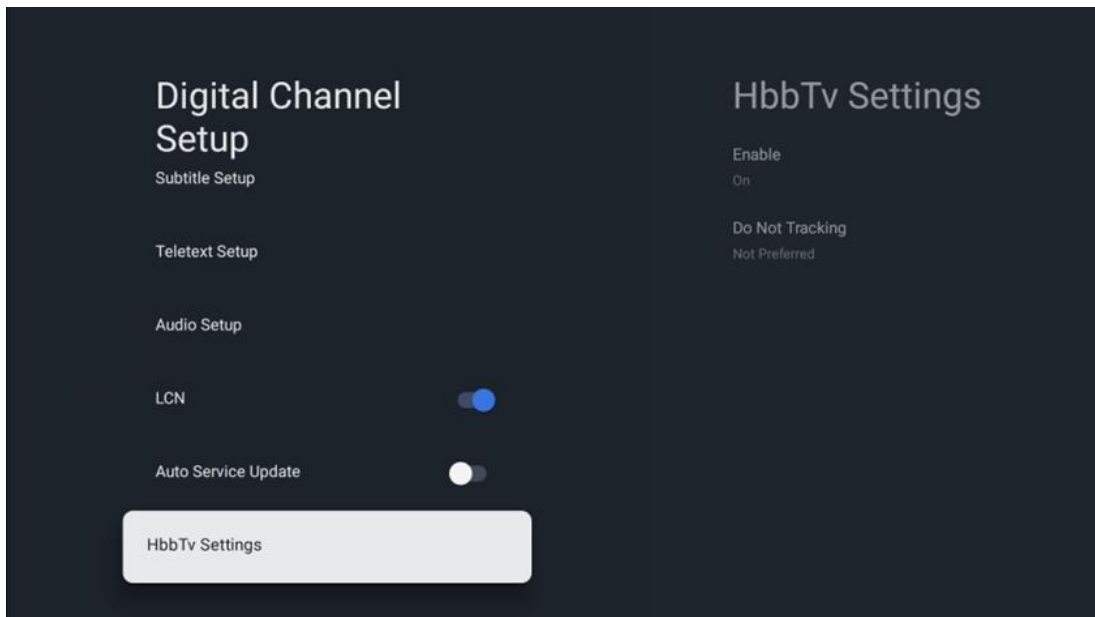 Digital Channel
Setup
Subtitle Setup
Teletext Setup
Audio Setup
LCN
Auto Service Update
HbbTv Settings
HbbTv Settings
Enable
On
Do Not Tracking
Not Preferred